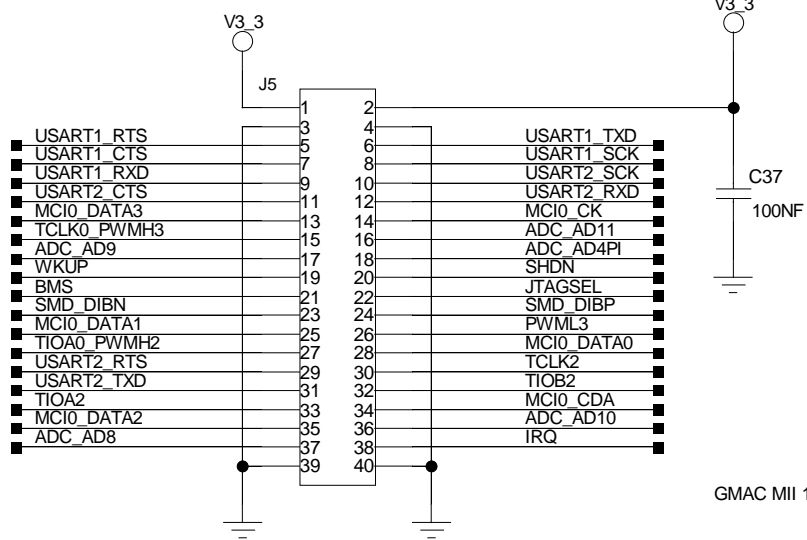 V3_3
V3_3
J5
1 2
3 4
USART1_RTS 5 6 USART1_TXD
USART1_CTS 7 8 USART1_SCK
USART1_RXD 9 10 USART2_SCK
USART2_CTS 11 12 USART2_RXD
MCI0_DATA3 13 14 MCI0_CK
TCLK0_PWMH3 15 16 ADC_AD11
ADC_AD9 17 18 ADC_AD4PI
WKUP 19 20 SHDN
BMS 21 22 JTAGSEL
SMD_DIBN 23 24 SMD_DIBP
MCI0_DATA1 25 26 PWML3
TIOA0_PWMH2 27 28 MCI0_DATA0
USART2_RTS 29 30 TCLK2
USART2_TXD 31 32 TIOB2
TIOA2 33 34 MCI0_CDA
MCI0_DATA2 35 36 ADC_AD10
ADC_AD8 37 38 IRQ
39 40
C37
100NF
GMAC MII 1